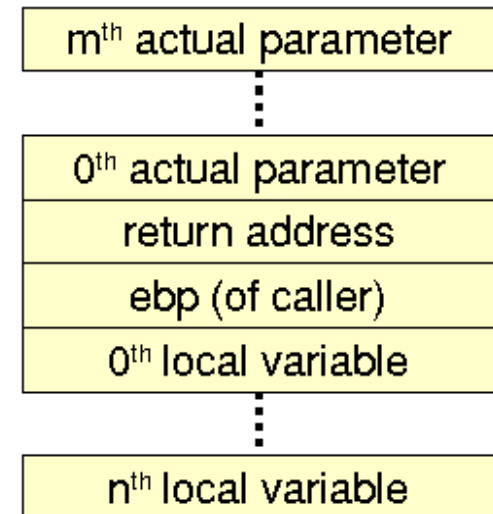 mth actual parameter
0th actual parameter
return address
ebp (of caller)
0th local variable
nth local variable